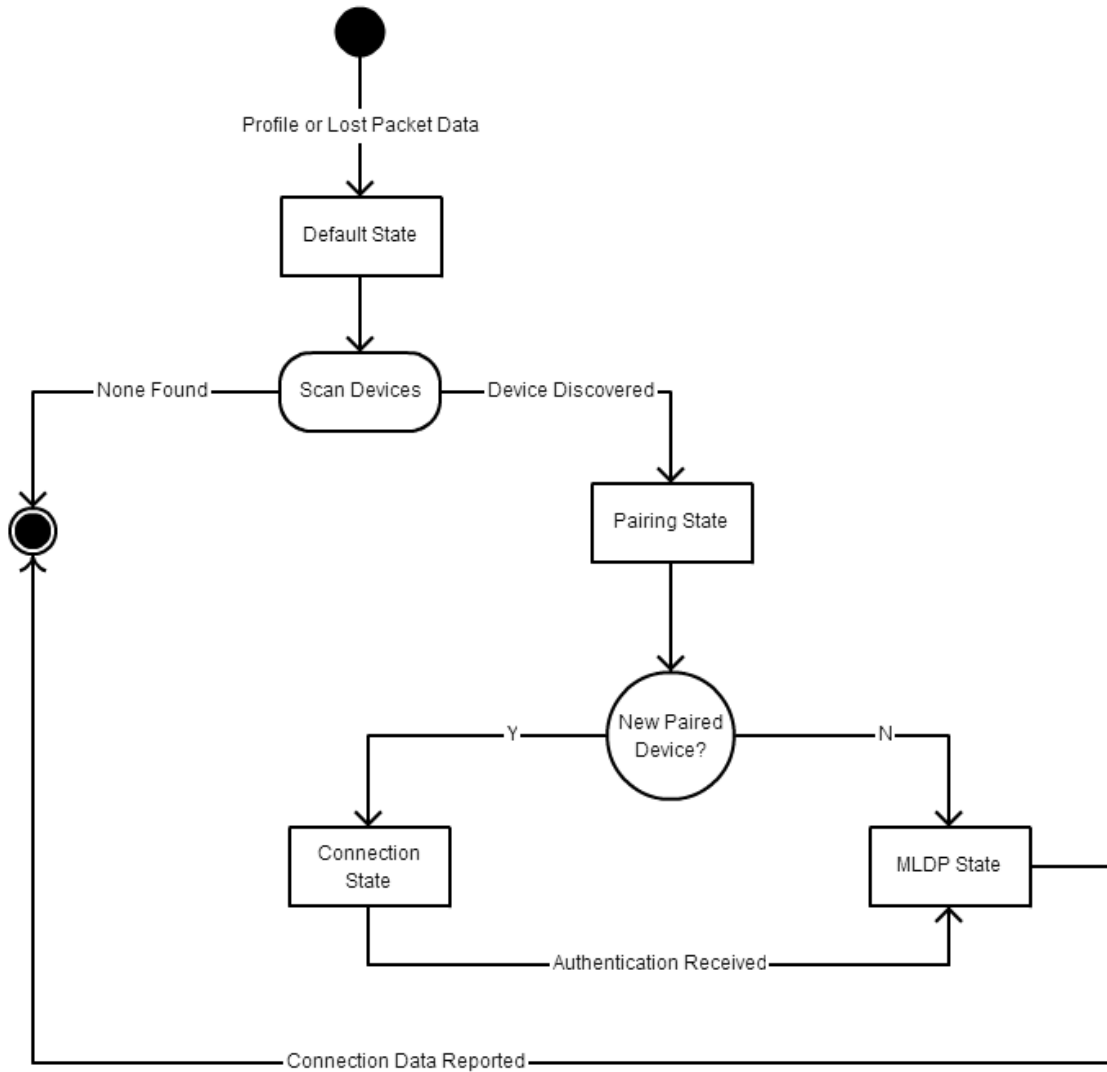 Profile or Lost Packet Data
Default State
None Found
Scan Devices
Device Discovered
Pairing State
New Paired
Device?
Y
N
Connection
State
MLDP State
Authentication Received
Connection Data Reported